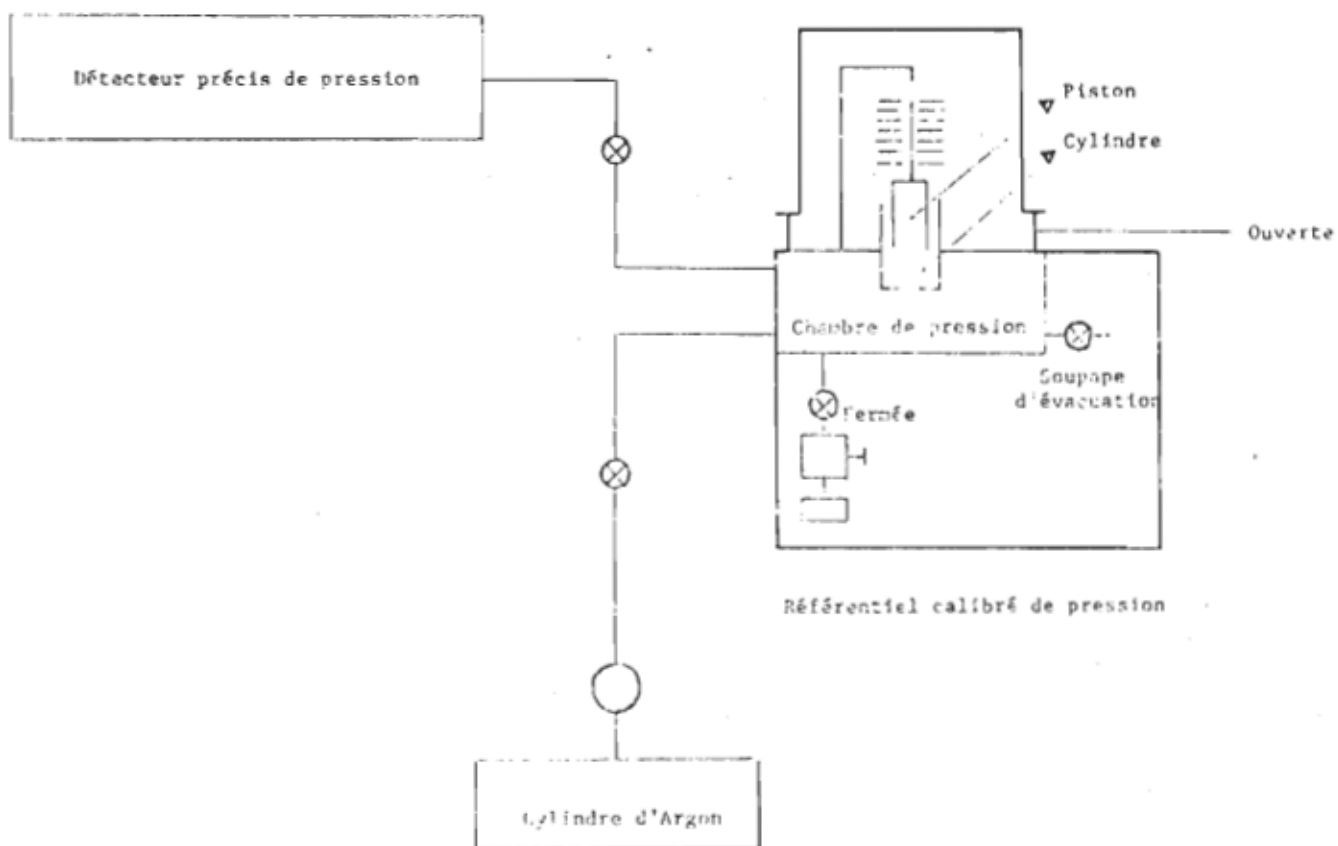 Détecteur précis de pression
Piston
Cylindre
Ouverte
Chambre de pression
Soupape
d'évacuation
Fermée
Référentiel calibré de pression
Cylindre d'Argon